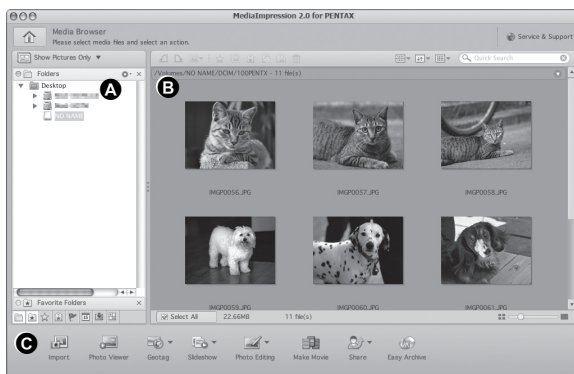 MediaImpression 2.0 for PENTAX
Media Browser
Please select media files and select an action.
Service & Support
Show Pictures Only
Quick Search
Folders
/Volumes/NO NAME/DCIM/100PENTX - 11 file(s)
Desktop
A
B
NO NAME
IMGP0056.JPG
IMGP0057.JPG
IMGP0058.JPG
IMGP0059.JPG
IMGP0060.JPG
IMGP0061.JPG
Favorite Folders
Select All
22.66MB
11 file(s)
C
Import
Photo Viewer
Geotag
Slideshow
Photo Editing
Make Movie
Share
Easy Archive